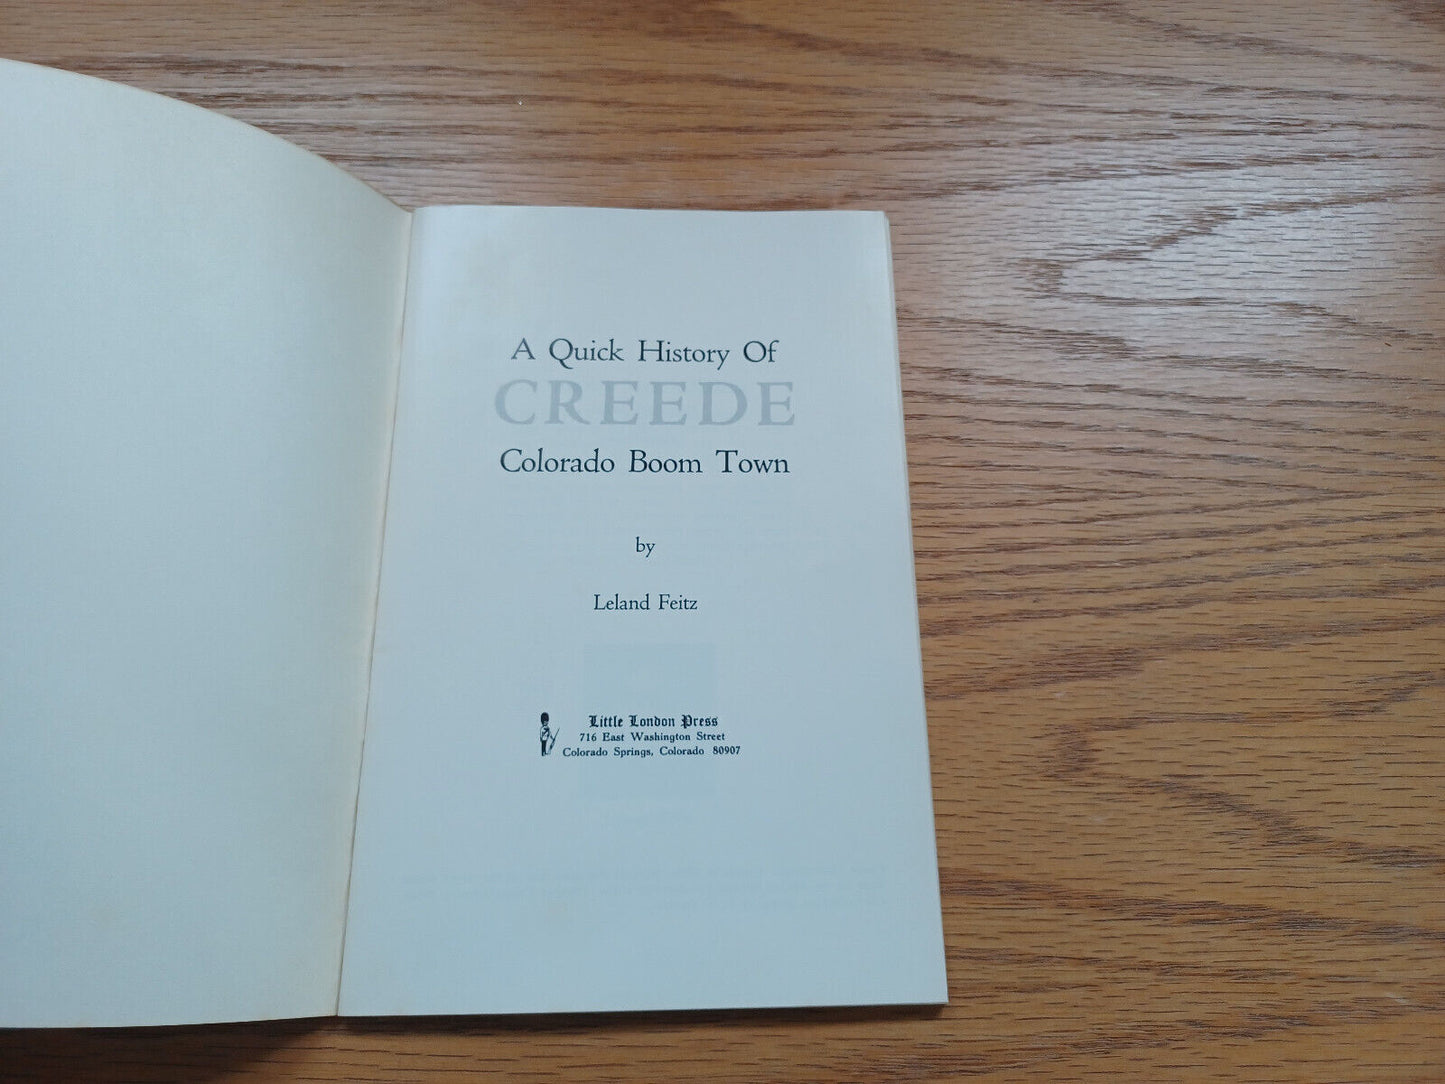 A Quick History Of
CREEDE
Colorado Boom Town
by
Leland Feitz
Little London Press
716 East Washington Street
Colorado Springs, Colorado 80907